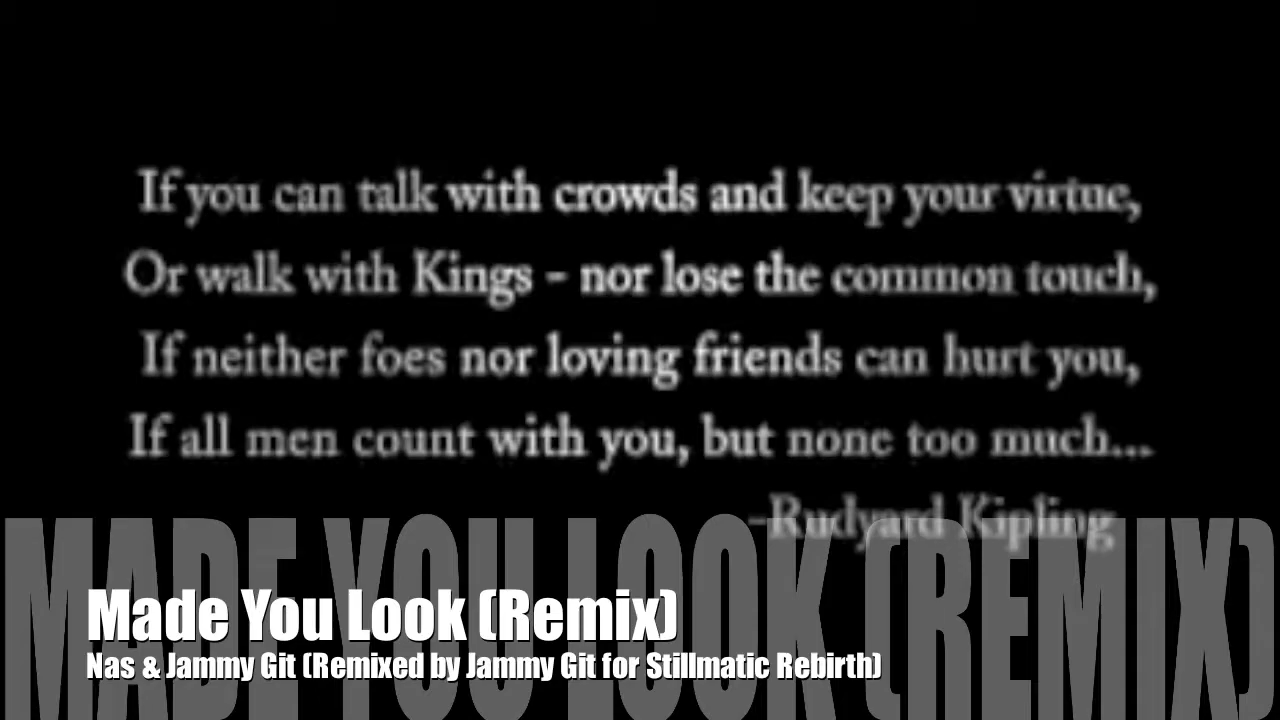 If you can talk with crowds and keep your virtue,
Or walk with Kings - nor lose the common touch,
If neither foes nor loving friends can hurt you,
If all men count with you, but none too much...
-Rudyard Kipling
MADE YOU LOOK (REMIX)
Made You Look (Remix)
Nas & Jammy Git (Remixed by Jammy Git for Stillmatic Rebirth)